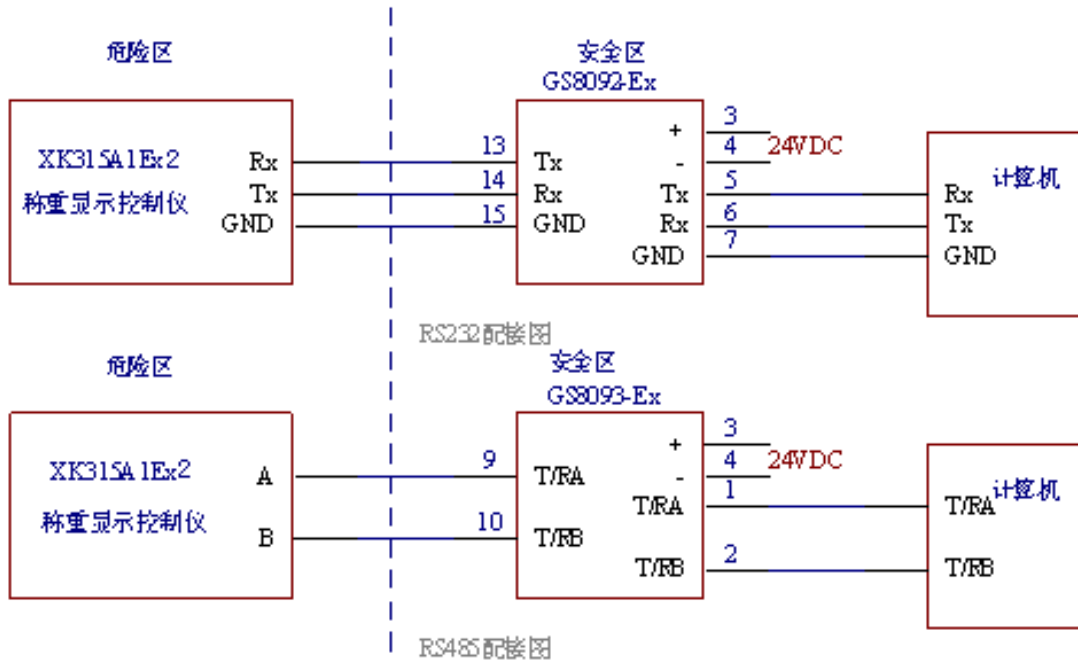 危险区
安全区
GS8092-Ex
XK315A1Ex2
称重显示控制仪
Rx
Tx
GND
13
14
15
Tx
Rx
GND
+
-
Tx
Rx
GND
3
4
5
6
7
24VDC
计算机
Rx
Tx
GND
RS232配接图
危险区
安全区
GS8093-Ex
XK315A1Ex2
称重显示控制仪
A
B
9
10
T/RA
T/RB
+
-
T/RA
T/RB
3
4
1
2
24VDC
计算机
T/RA
T/RB
RS485配接图